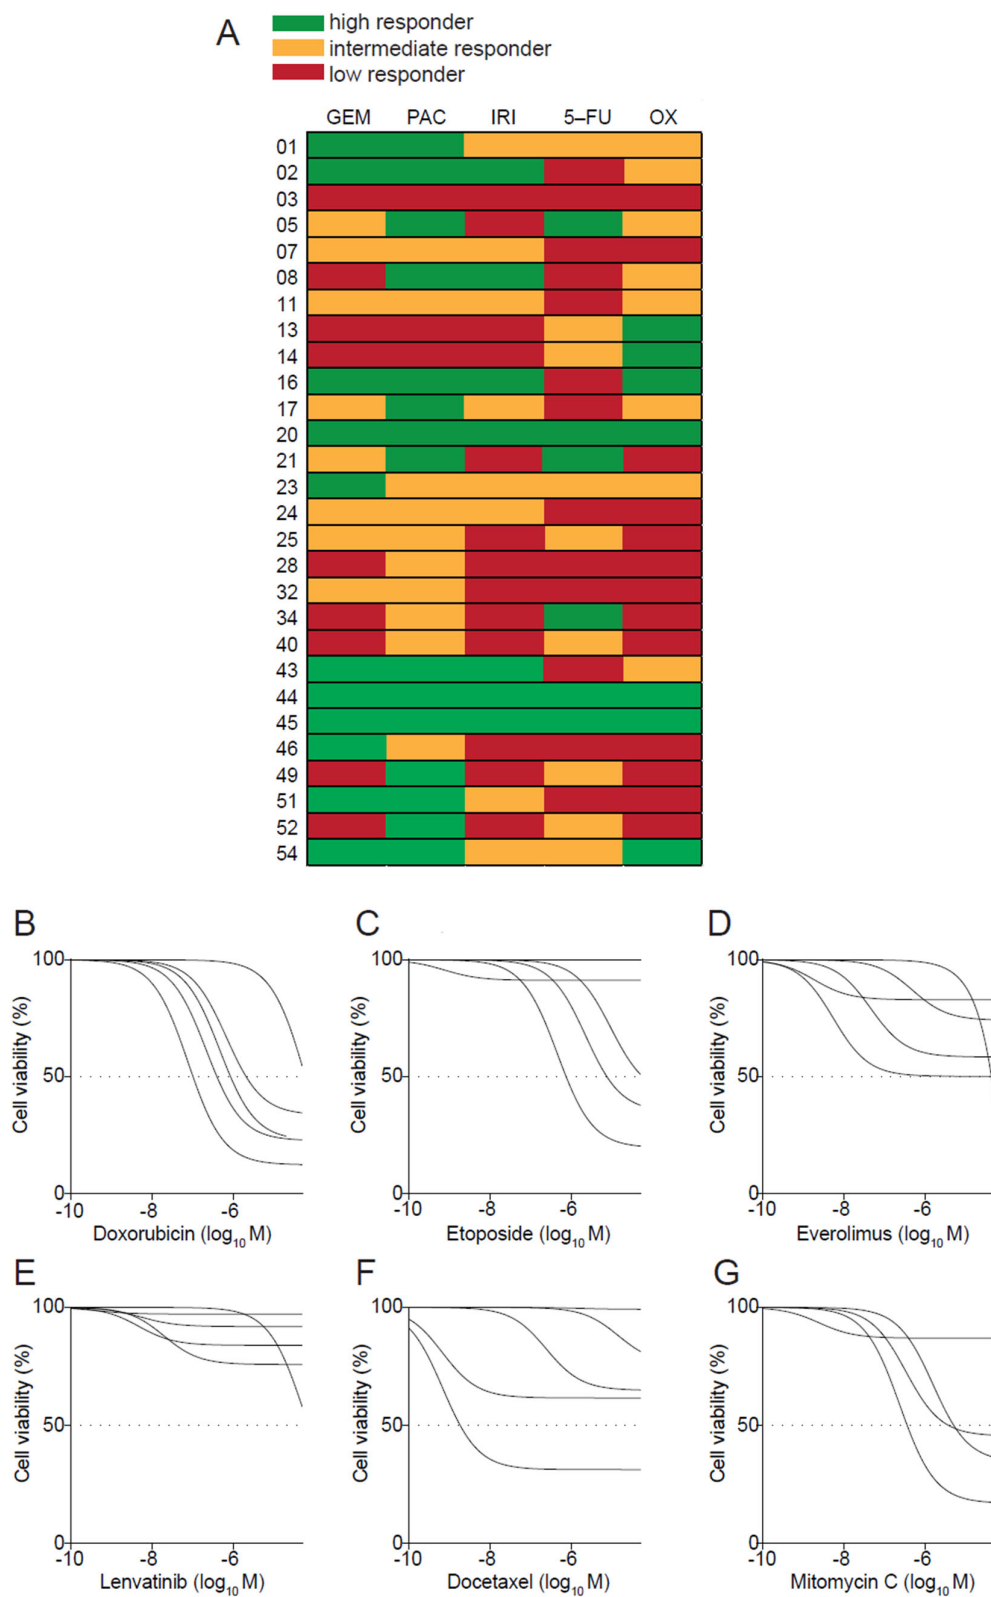 A
high responder
intermediate responder
low responder
GEM PAC IRI 5–FU OX
01
02
03
05
07
08
11
13
14
16
17
20
21
23
24
25
28
32
34
40
43
44
45
46
49
51
52
54
B
Cell viability (%)
100
50
0
-10 -8 -6
Doxorubicin (log10 M)
C
Cell viability (%)
100
50
0
-10 -8 -6
Etoposide (log10 M)
D
Cell viability (%)
100
50
0
-10 -8 -6
Everolimus (log10 M)
E
Cell viability (%)
100
50
0
-10 -8 -6
Lenvatinib (log10 M)
F
Cell viability (%)
100
50
0
-10 -8 -6
Docetaxel (log10 M)
G
Cell viability (%)
100
50
0
-10 -8 -6
Mitomycin C (log10 M)